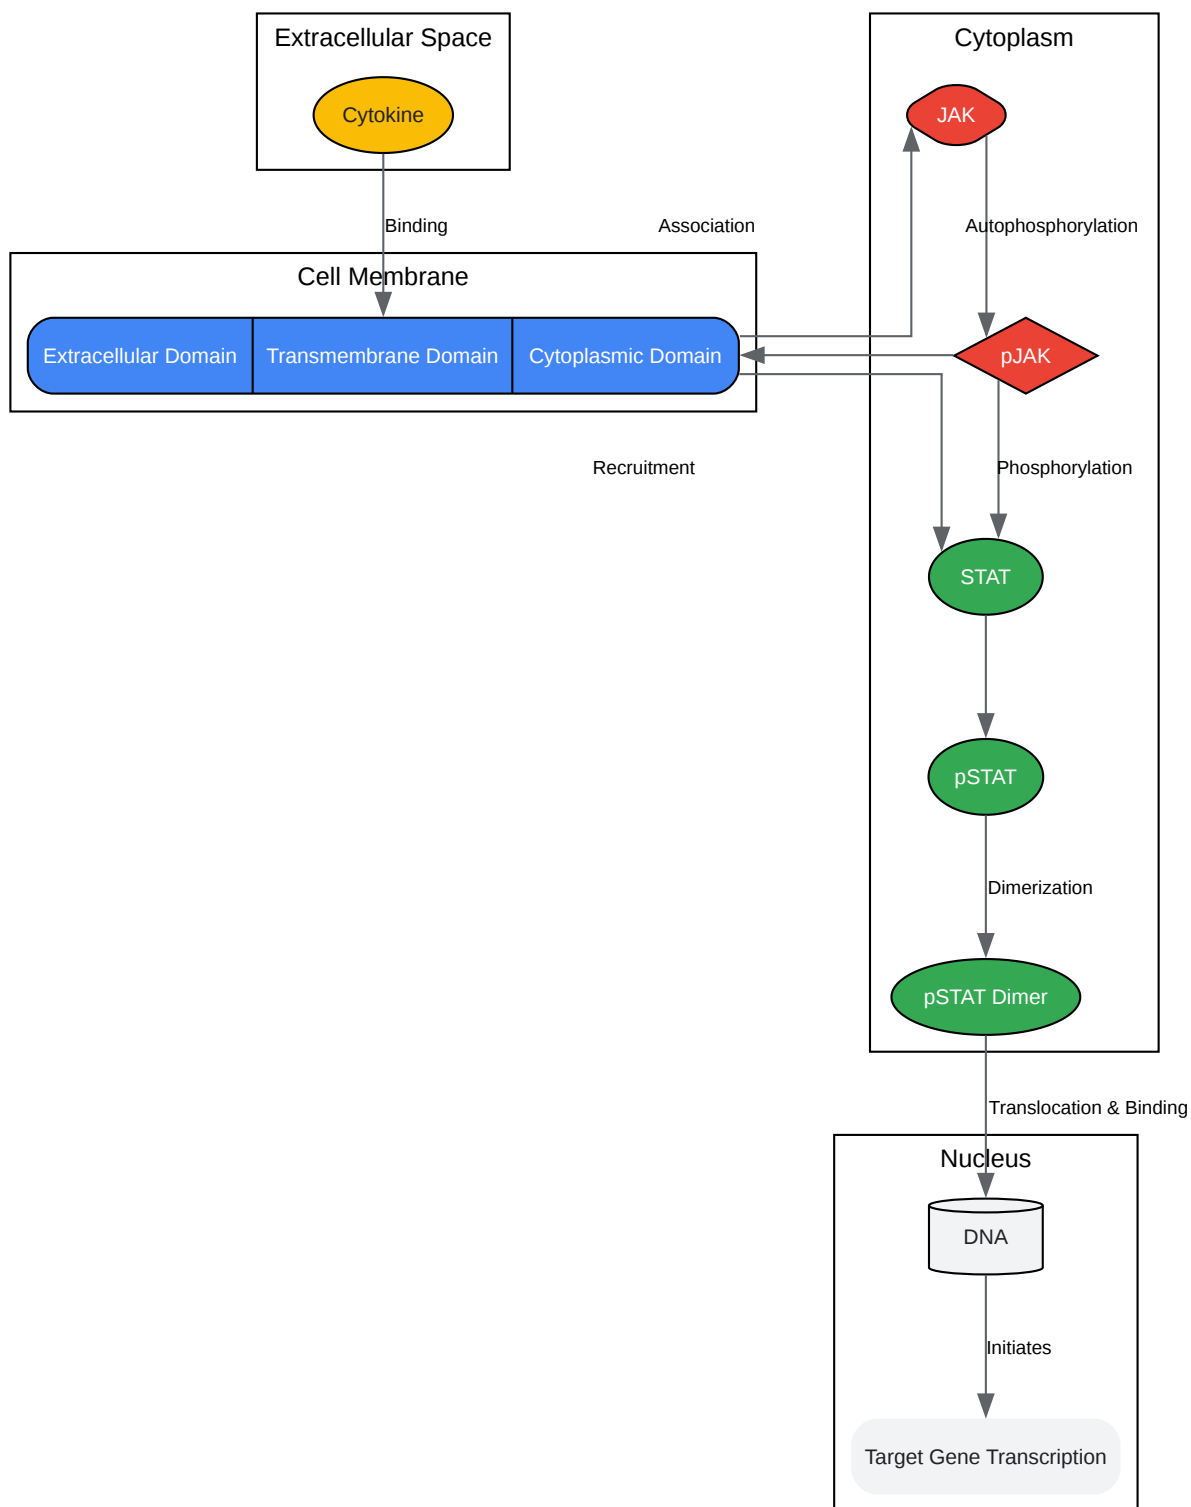 Extracellular Space
Cytoplasm
Cytokine
JAK
Binding
Association
Autophosphorylation
Cell Membrane
Extracellular Domain
Transmembrane Domain
Cytoplasmic Domain
pJAK
Recruitment
Phosphorylation
STAT
pSTAT
Dimerization
pSTAT Dimer
Translocation & Binding
Nucleus
DNA
Initiates
Target Gene Transcription